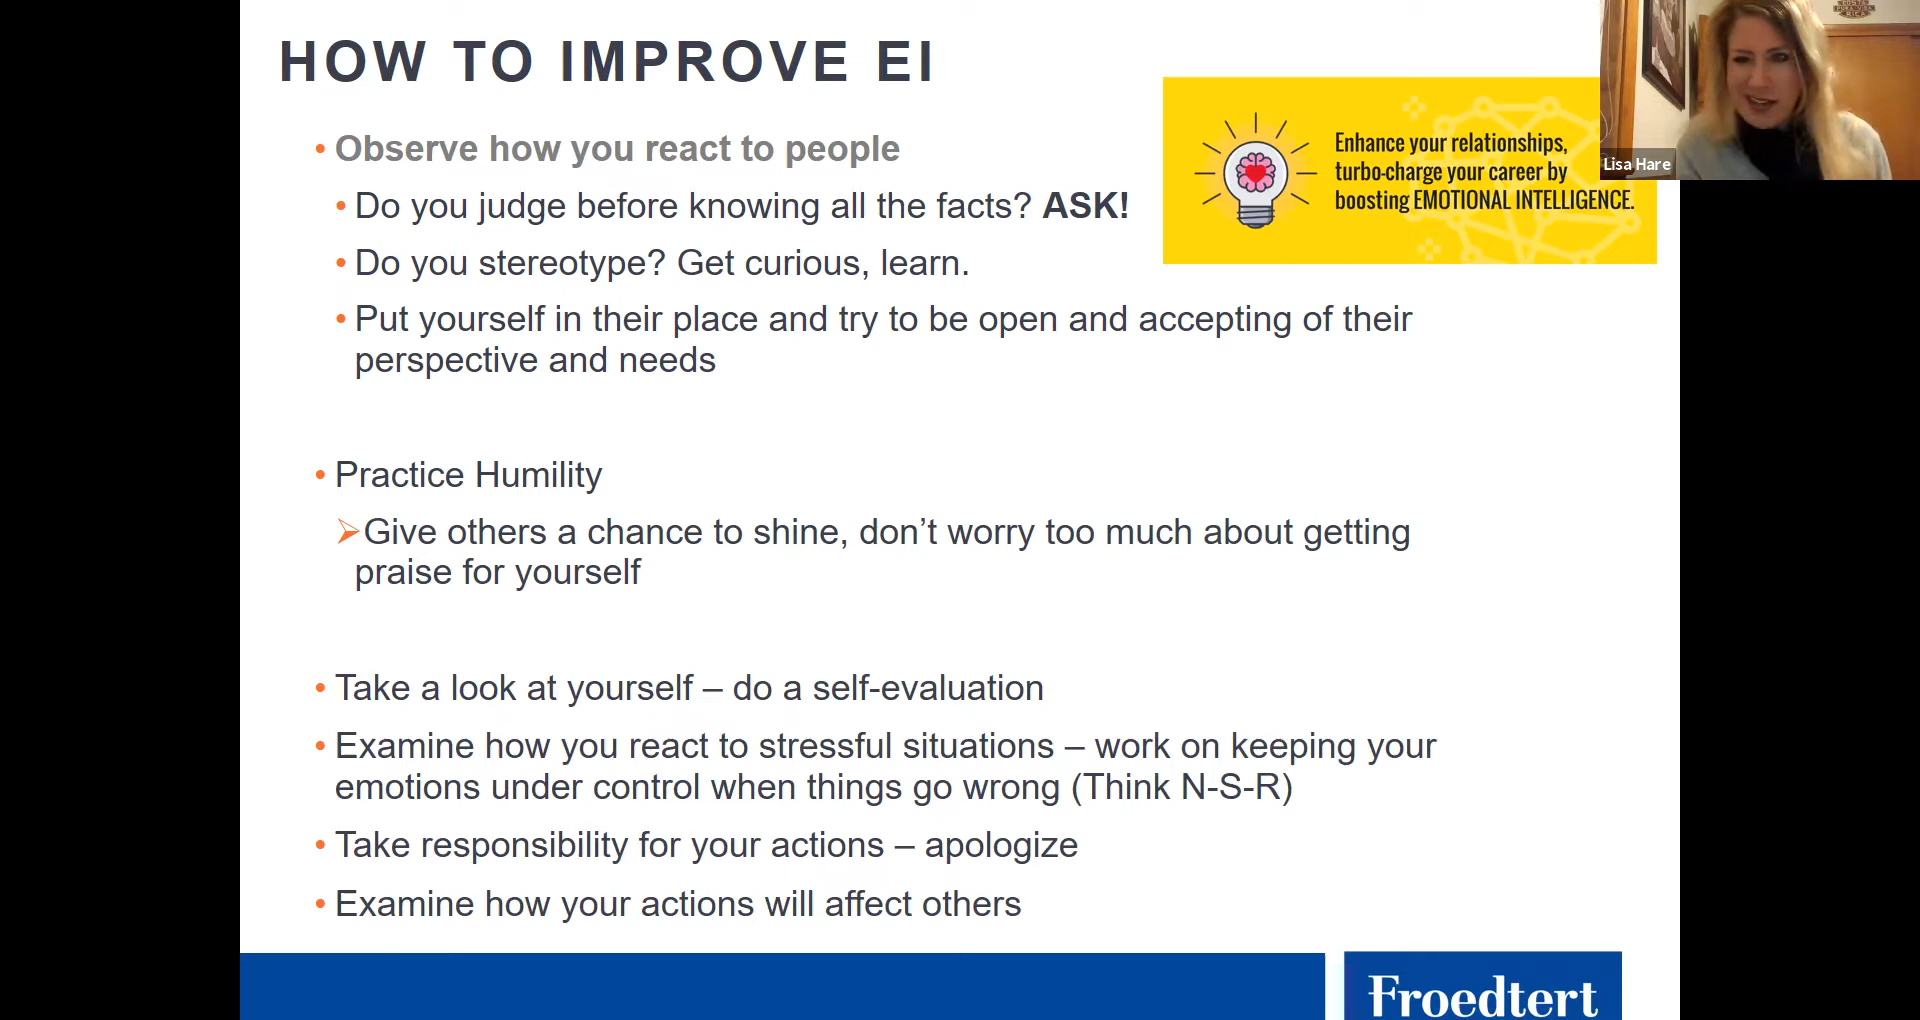 HOW TO IMPROVE EI
• Observe how you react to people
• Do you judge before knowing all the facts? ASK!
• Do you stereotype? Get curious, learn.
• Put yourself in their place and try to be open and accepting of their
perspective and needs
• Practice Humility
➢Give others a chance to shine, don’t worry too much about getting
praise for yourself
• Take a look at yourself – do a self-evaluation
• Examine how you react to stressful situations – work on keeping your
emotions under control when things go wrong (Think N-S-R)
• Take responsibility for your actions – apologize
• Examine how your actions will affect others
Enhance your relationships,
turbo-charge your career by
boosting EMOTIONAL INTELLIGENCE.
Lisa Hare
Froedtert